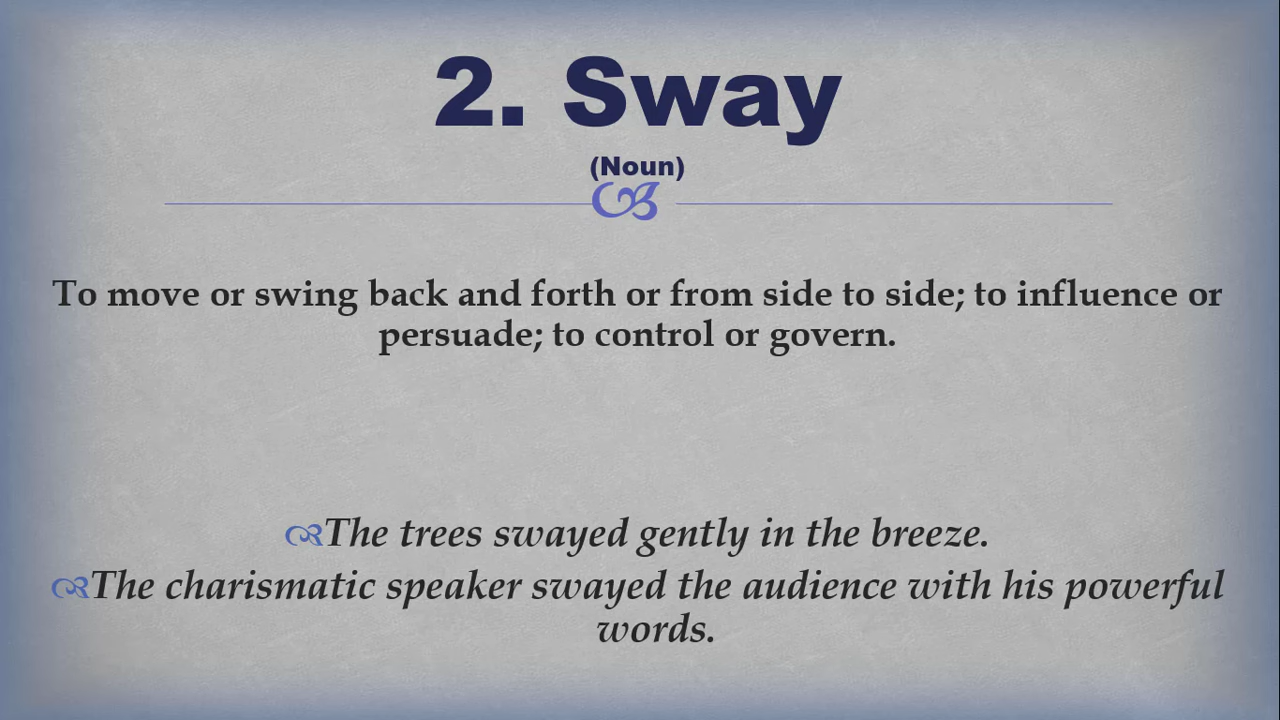 2. Sway
(Noun)
To move or swing back and forth or from side to side; to influence or
persuade; to control or govern.
The trees swayed gently in the breeze.
The charismatic speaker swayed the audience with his powerful
words.